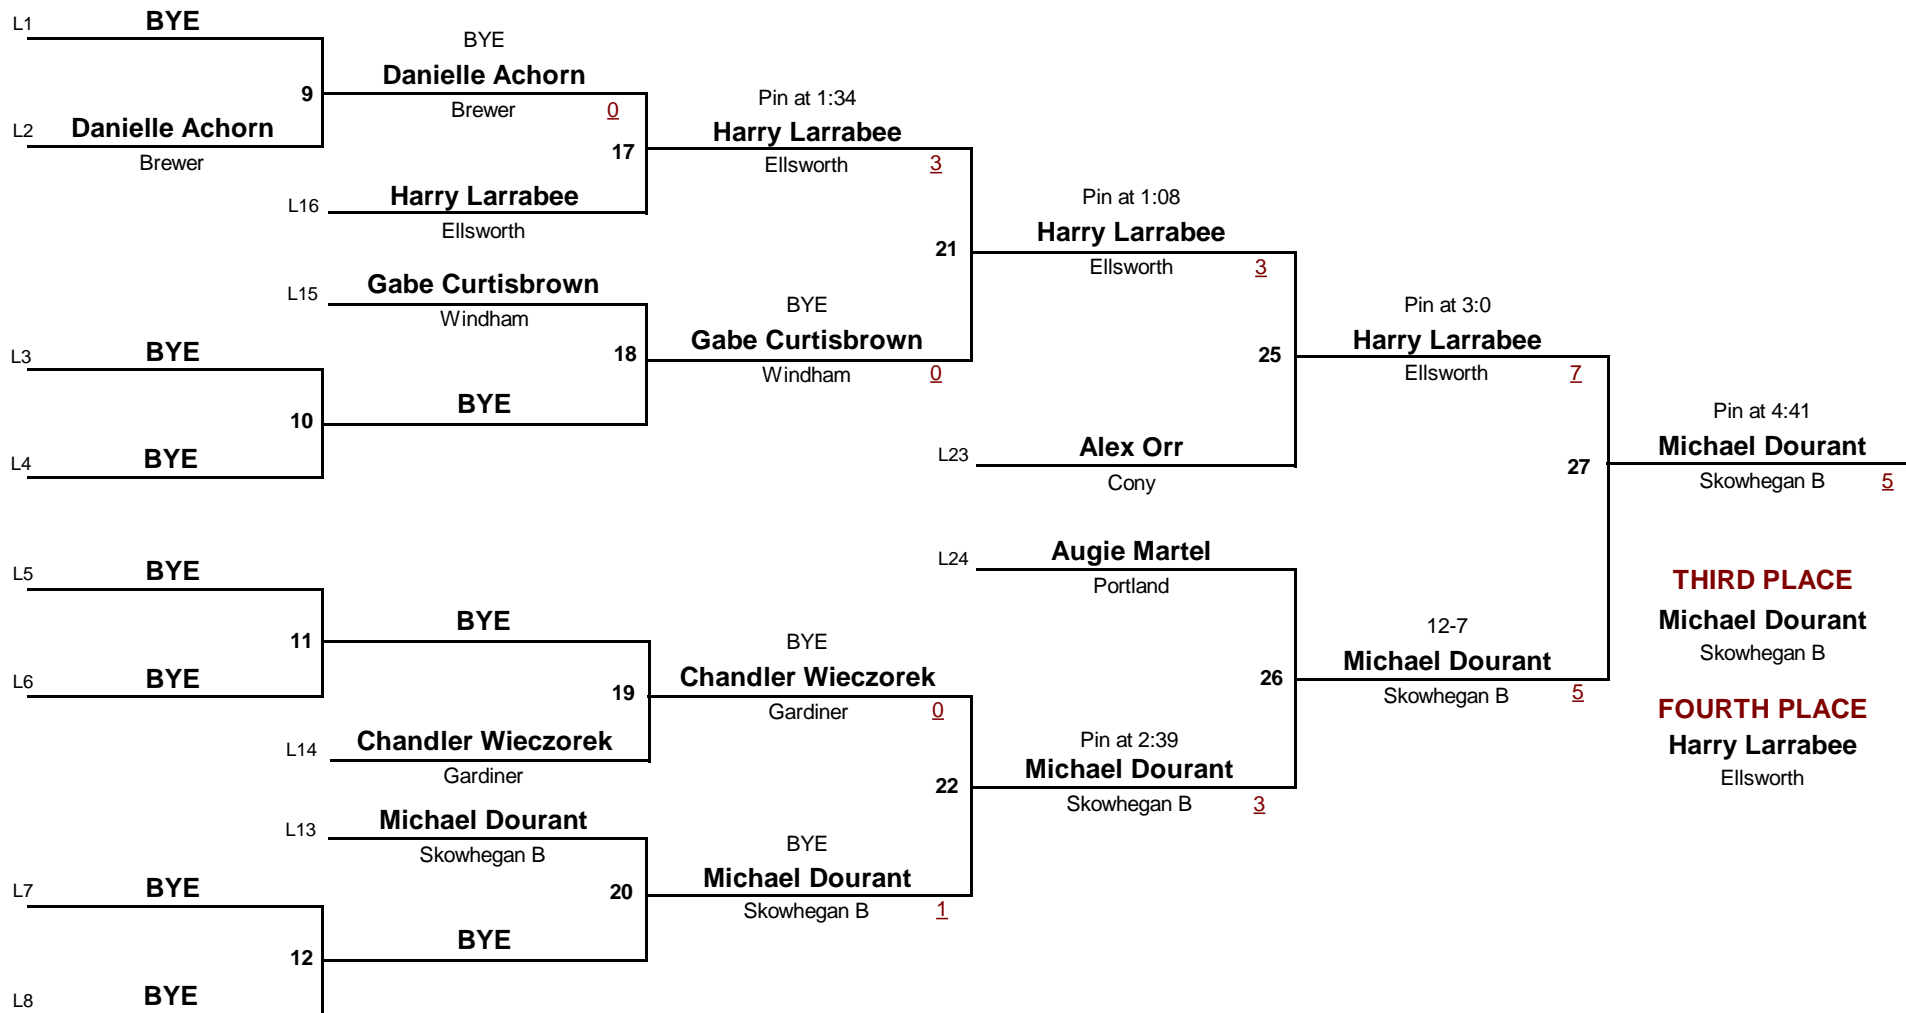 L1 BYE
9
L2 Danielle Achorn
Brewer
BYE
Danielle Achorn
Brewer 0
17
L16 Harry Larrabee
Ellsworth
Pin at 1:34
Harry Larrabee
Ellsworth 3
21
L15 Gabe Curtisbrown
Windham
18
L3 BYE
10
L4 BYE
BYE
BYE
Gabe Curtisbrown
Windham 0
Pin at 1:08
Harry Larrabee
Ellsworth 3
25
L23 Alex Orr
Cony
Pin at 3:0
Harry Larrabee
Ellsworth 7
27
L5 BYE
11
L6 BYE
BYE
19
L14 Chandler Wieczorek
Gardiner
BYE
Chandler Wieczorek
Gardiner 0
22
L13 Michael Dourant
Skowhegan B
20
L7 BYE
12
L8 BYE
BYE
BYE
Michael Dourant
Skowhegan B 1
L24 Augie Martel
Portland
26
Pin at 2:39
Michael Dourant
Skowhegan B 3
12-7
Michael Dourant
Skowhegan B 5
Pin at 4:41
Michael Dourant
Skowhegan B 5
THIRD PLACE
Michael Dourant
Skowhegan B
FOURTH PLACE
Harry Larrabee
Ellsworth